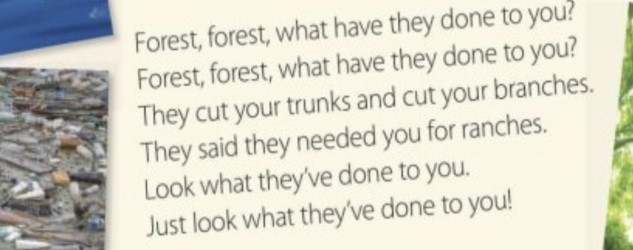 Forest, forest, what have they done to you?
Forest, forest, what have they done to you?
They cut your trunks and cut your branches.
They said they needed you for ranches.
Look what they've done to you.
Just look what they've done to you!